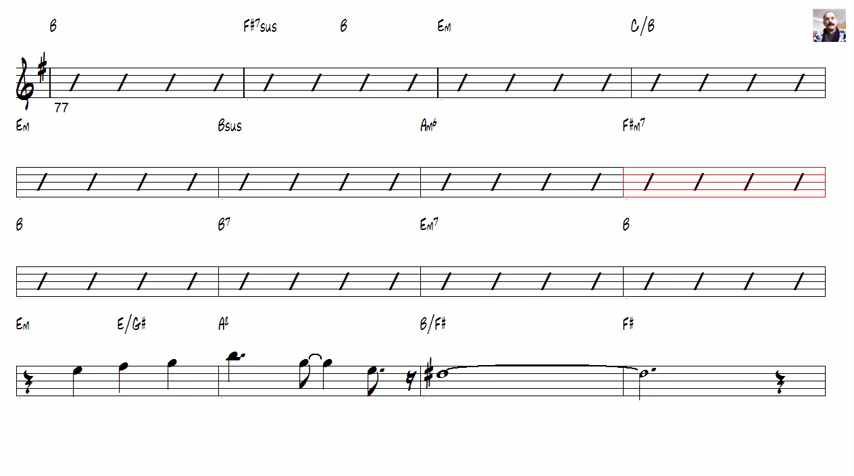 B F#7sus B Em C/B
77
Em Bsus Am6 F#m7
B B7 Em7 B
Em E/G# A2 B/F# F#